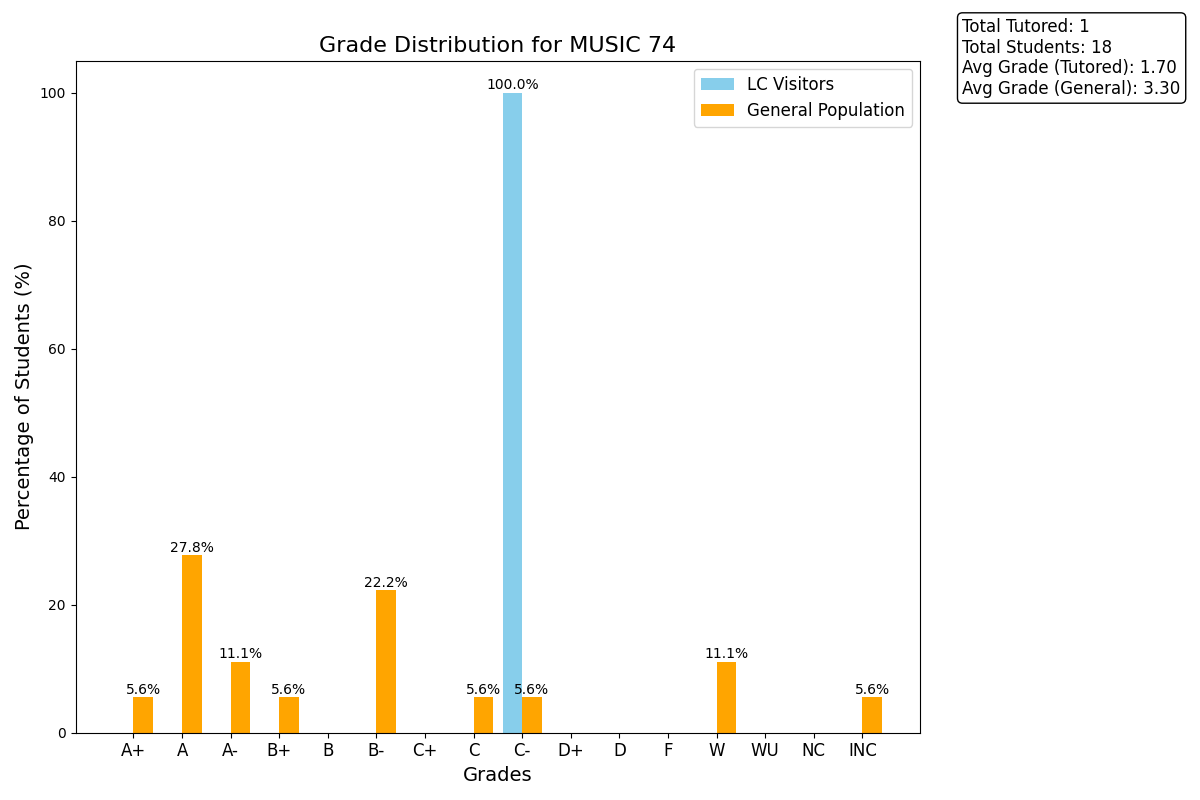 Grade Distribution for MUSIC 74
Total Tutored: 1
Total Students: 18
Avg Grade (Tutored): 1.70
Avg Grade (General): 3.30
LC Visitors
General Population
Percentage of Students (%)
100
80
60
40
20
0
5.6%
27.8%
11.1%
5.6%
22.2%
5.6%
100.0%
5.6%
11.1%
5.6%
A+ A A- B+ B B- C+ C C- D+ D F W WU NC INC
Grades